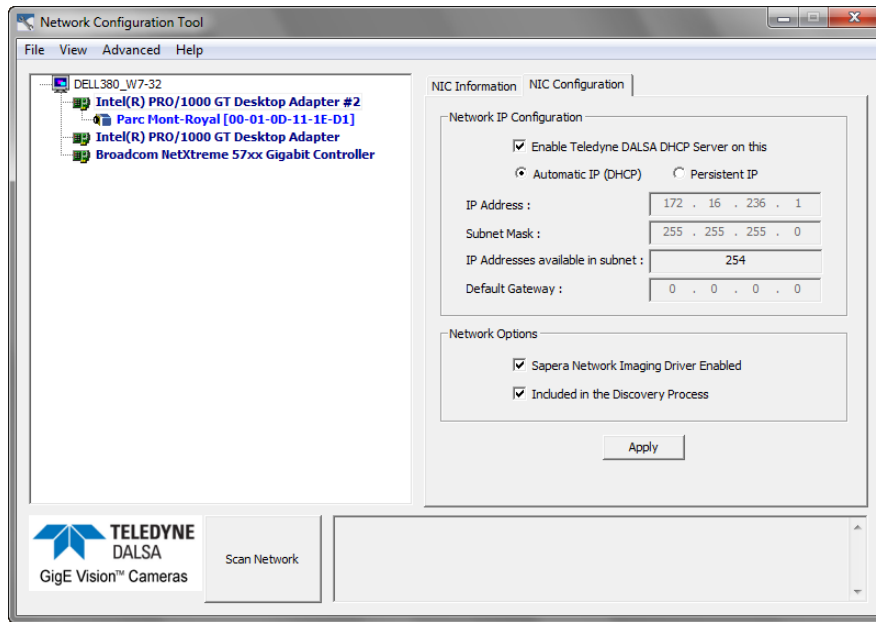 Network Configuration Tool
File View Advanced Help
DELL380_W7-32
Intel(R) PRO/1000 GT Desktop Adapter #2
Parc Mont-Royal [00-01-0D-11-1E-D1]
Intel(R) PRO/1000 GT Desktop Adapter
Broadcom NetXtreme 57xx Gigabit Controller
NIC Information NIC Configuration
Network IP Configuration
Enable Teledyne DALSA DHCP Server on this
Automatic IP (DHCP) Persistent IP
IP Address : 172 . 16 . 236 . 1
Subnet Mask : 255 . 255 . 255 . 0
IP Addresses available in subnet : 254
Default Gateway : 0 . 0 . 0 . 0
Network Options
Sapera Network Imaging Driver Enabled
Included in the Discovery Process
Apply
TELEDYNE
DALSA
GigE Vision™ Cameras
Scan Network